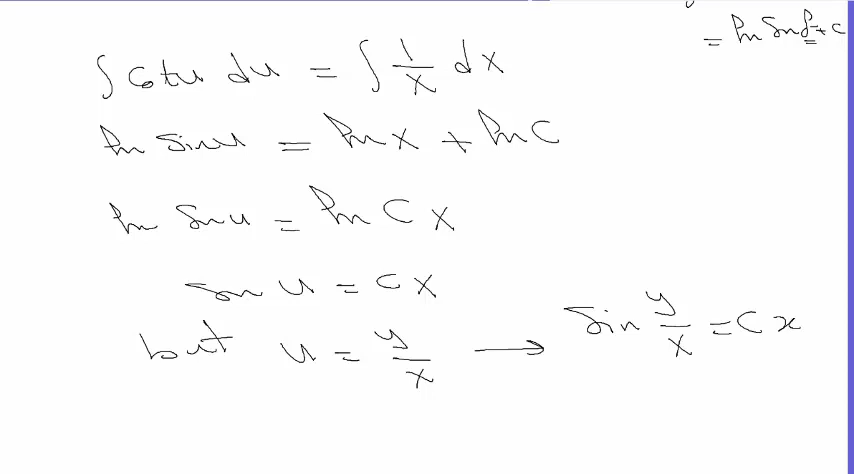 = ln sin f + c
∫ cot u du = ∫ 1/x dx
ln sin u = ln x + ln C
ln sin u = ln C x
sin u = C x
but u = y/x → sin y/x = C x